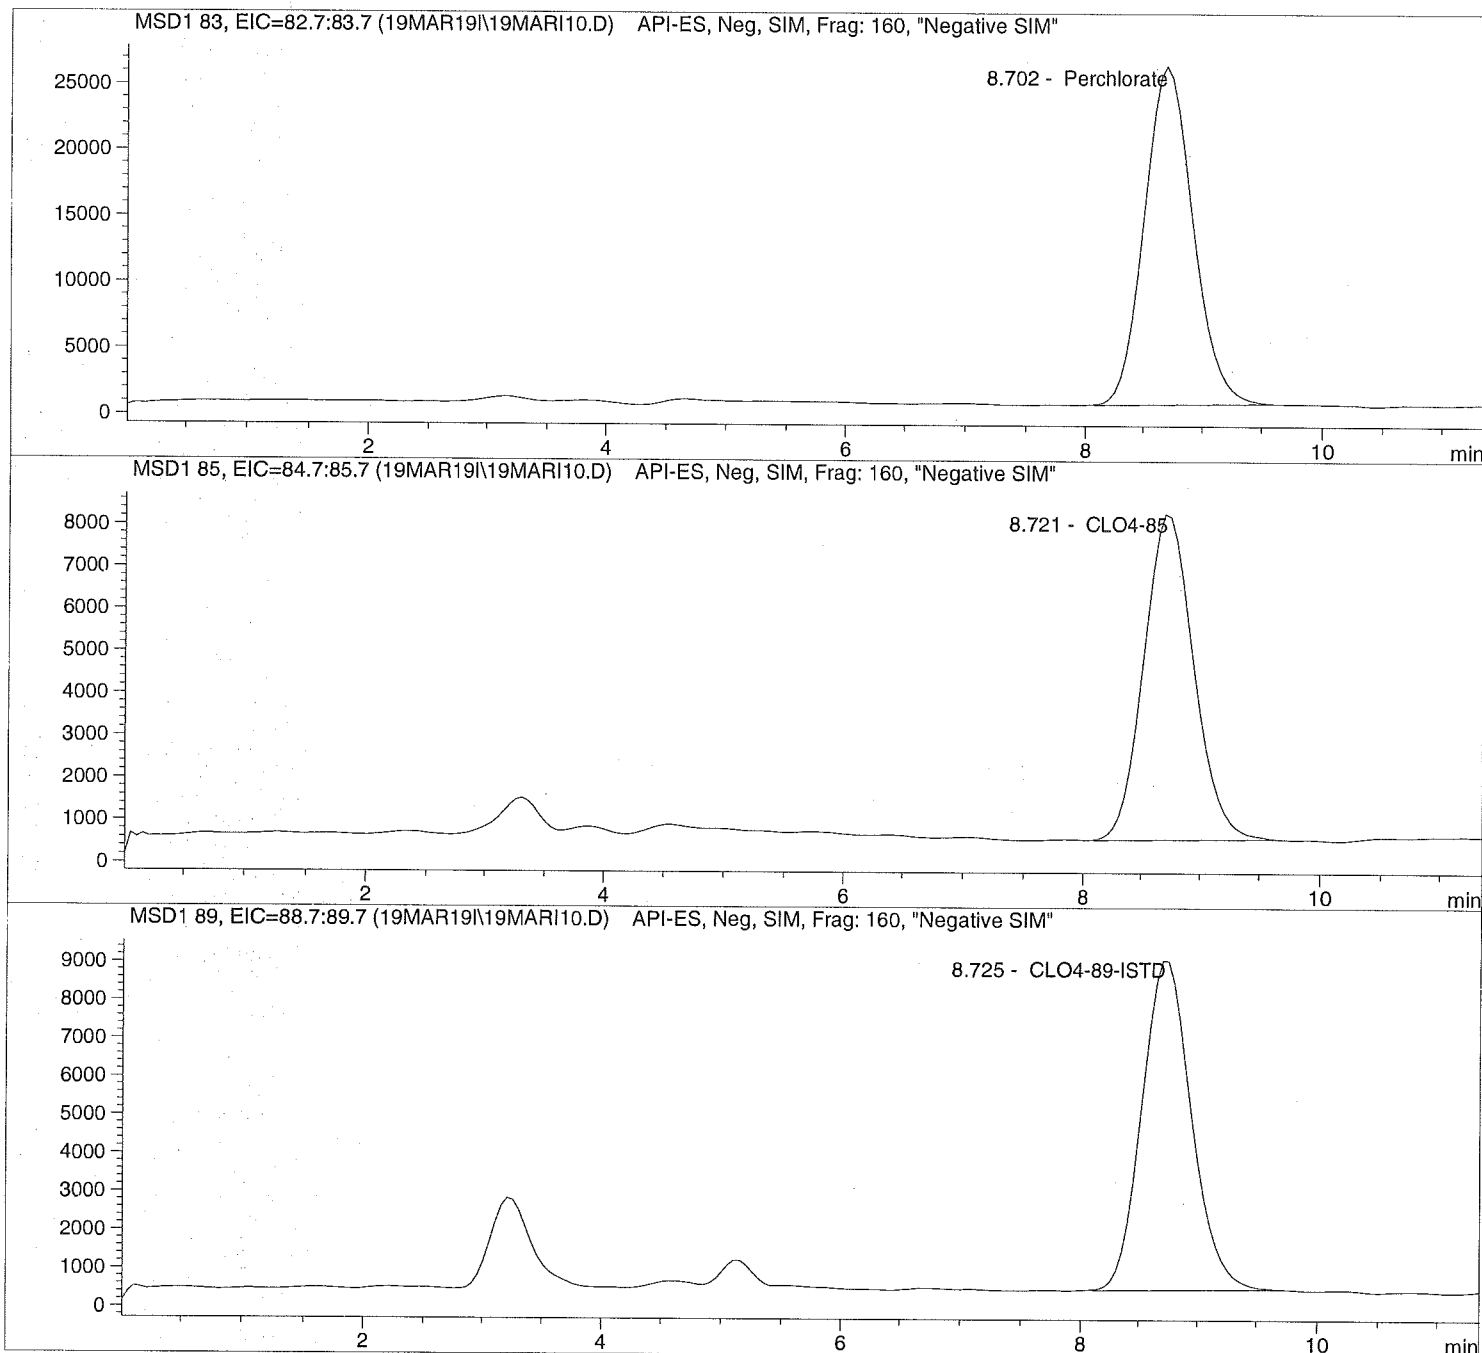 MSD1 83, EIC=82.7:83.7 (19MAR19I\19MARI10.D) API-ES, Neg, SIM, Frag: 160, "Negative SIM"
8.702 - Perchlorate
25000
20000
15000
10000
5000
0
2 4 6 8 10 min
MSD1 85, EIC=84.7:85.7 (19MAR19I\19MARI10.D) API-ES, Neg, SIM, Frag: 160, "Negative SIM"
8.721 - CLO4-85
8000
7000
6000
5000
4000
3000
2000
1000
0
2 4 6 8 10 min
MSD1 89, EIC=88.7:89.7 (19MAR19I\19MARI10.D) API-ES, Neg, SIM, Frag: 160, "Negative SIM"
8.725 - CLO4-89-ISTD
9000
8000
7000
6000
5000
4000
3000
2000
1000
0
2 4 6 8 10 min